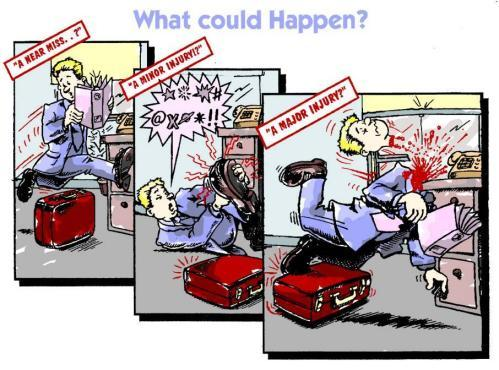 What could Happen?
"A NEAR MISS. . ?"
"A MINOR INJURY!?"
@
*!!
"A MAJOR INJURY?"